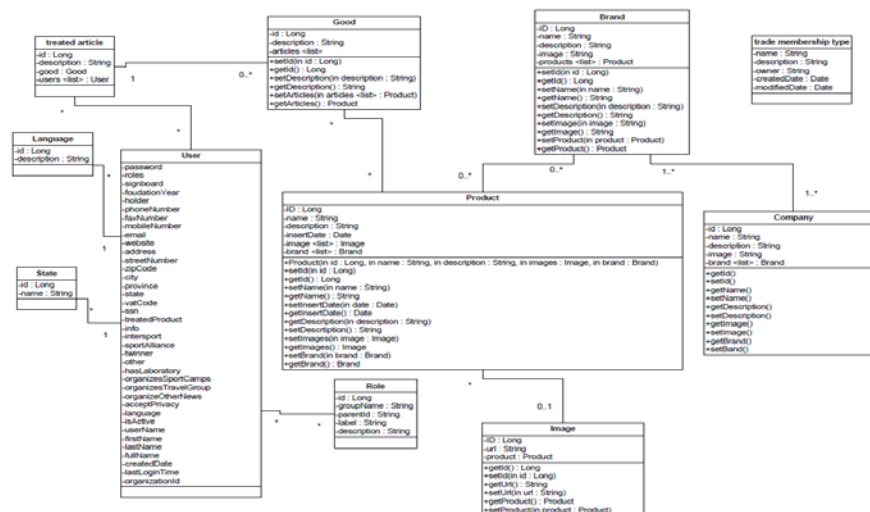 treated article
-id : Long
-description : String
-good : Good
-users <list> : User
1
0..*
*
*
Good
-id : Long
-description : String
-articles <list>
+setId(in id : Long)
+getId() : Long
+setDescription(in description : String)
+getDescription() : String
+setArticles(in articles <list> : Product)
+getArticles() : Product
*
*
Brand
-ID : Long
-name : String
-description : String
-image : String
-products <list> : Product
+setId(in id : Long)
+getId() : Long
+setName(in name : String)
+getName() : String
+setDescription(in description : String)
+getDescription() : String
+setImage(in image : String)
+getImage() : String
+setProduct(in product : Product)
+getProduct() : Product
0..*
0..*
1..*
1..*
trade membership type
-name : String
-description : String
-owner : String
-createdDate : Date
-modifiedDate : Date
Language
-id : Long
-description : String
*
1
State
-id : Long
-name : String
*
1
User
-password
-roles
-signboard
-foudationYear
-holder
-phoneNumber
-faxNumber
-mobileNumber
-email
-website
-address
-streetNumber
-zipCode
-city
-province
-state
-vatCode
-ssn
-treatedProduct
-info
-intersport
-sportAlliance
-twinner
-other
-hasLaboratory
-organizesSportCamps
-organizesTravelGroup
-organizeOtherNews
-acceptPrivacy
-language
-isActive
-userName
-firstName
-lastName
-fullName
-createdDate
-lastLoginTime
-organizationId
*
*
Role
-id : Long
-groupName : String
-parentId : String
-label : String
-description : String
Product
-ID : Long
-name : String
-description : String
-insertDate : Date
-image <list> : Image
-brand <list> : Brand
+Product(in id : Long, in name : String, in description : String, in images : Image, in brand : Brand)
+setId(in id : Long)
+getId() : Long
+setName(in name : String)
+getName() : String
+setInsertDate(in date : Date)
+getInsertDate() : Date
+getDescription(in description : String)
+setDescrtiption() : String
+setImages(in image : Image)
+getImages() : Image
+setBrand(in brand : Brand)
+getBrand() : Brand
*
0..1
Company
-id : Long
-name : String
-description : String
-image : String
-brand <list> : Brand
+getId()
+setId()
+getName()
+setName()
+getDescription()
+setDescription()
+getImage()
+setImage()
+getBrand()
+setBand()
Image
-ID : Long
-url : String
-product : Product
+getId() : Long
+setId(in id : Long)
+getUrl() : String
+setUrl(in url : String)
+getProduct() : Product
+setProduct(in product : Product)